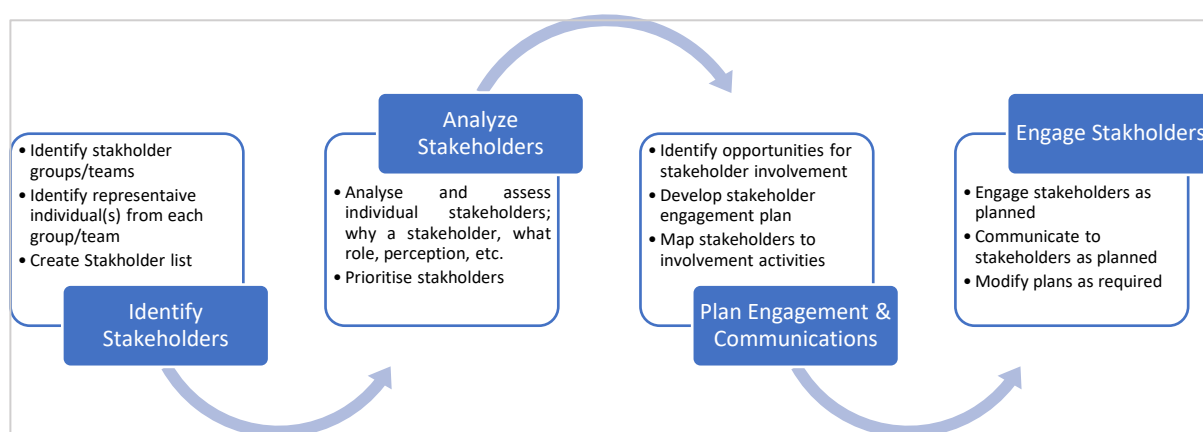 • Identify stakholder
groups/teams
• Identify representaive
individual(s) from each
group/team
• Create Stakholder list
Identify
Stakeholders
Analyze
Stakeholders
• Analyse and assess
individual stakeholders;
why a stakeholder, what
role, perception, etc.
• Prioritise stakholders
• Identify opportunities for
stakeholder involvement
• Develop stakeholder
engagement plan
• Map stakeholders to
involvement activities
Plan Engagement &
Communications
Engage Stakholders
• Engage stakeholders as
planned
• Communicate to
stakeholders as planned
• Modify plans as required